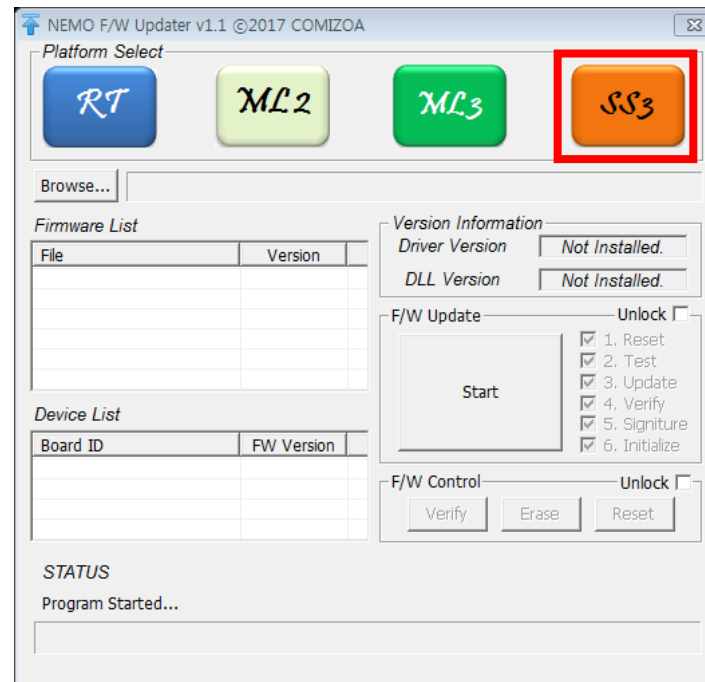 NEMO F/W Updater v1.1 ©2017 COMIZOA
Platform Select
RT ML2 ML3 SS3
Browse...
Firmware List
File Version
Version Information
Driver Version Not Installed.
DLL Version Not Installed.
F/W Update Unlock
Start
1. Reset
2. Test
3. Update
4. Verify
5. Signiture
6. Initialize
Device List
Board ID FW Version
F/W Control Unlock
Verify Erase Reset
STATUS
Program Started...